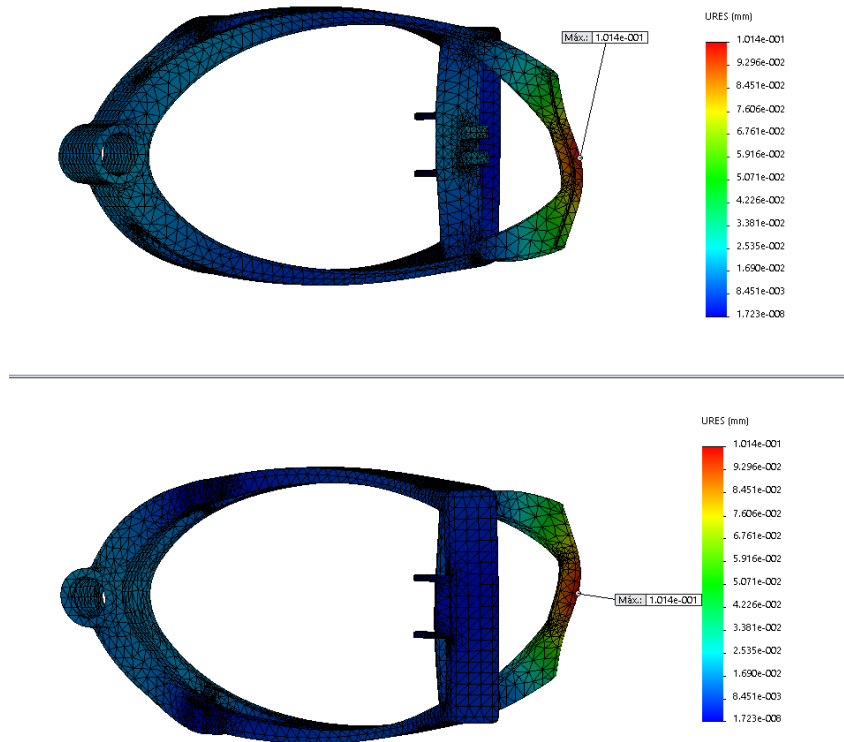 URES (mm)
Máx.: 1.014e-001
1.014e-001
9.296e-002
8.451e-002
7.606e-002
6.761e-002
5.916e-002
5.071e-002
4.226e-002
3.381e-002
2.535e-002
1.690e-002
8.451e-003
1.723e-008
URES (mm)
1.014e-001
9.296e-002
8.451e-002
7.606e-002
6.761e-002
5.916e-002
5.071e-002
Máx.: 1.014e-001
4.226e-002
3.381e-002
2.535e-002
1.690e-002
8.451e-003
1.723e-008